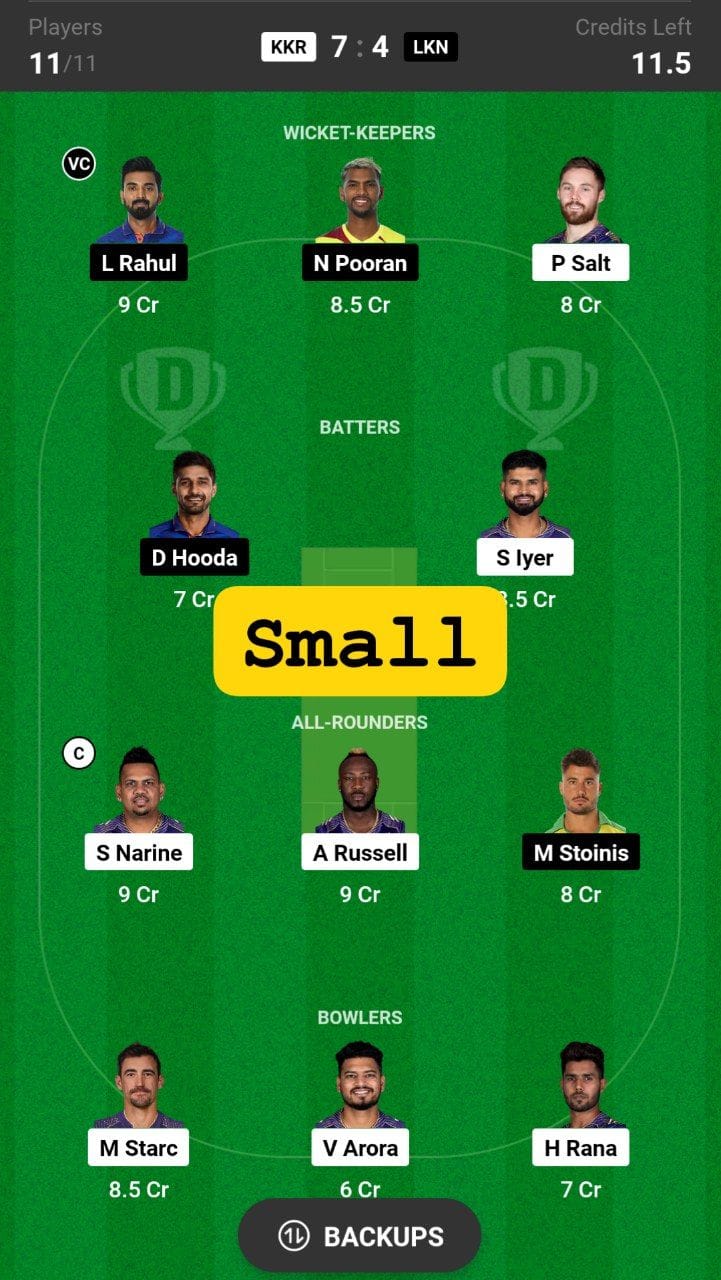 Players
Credits Left
11/11
KKR 7 : 4 LKN
11.5
WICKET-KEEPERS
VC
L Rahul
N Pooran
P Salt
9 Cr
8.5 Cr
8 Cr
D
D
BATTERS
D Hooda
S Iyer
7 Cr
.5 Cr
Small
ALL-ROUNDERS
C
S Narine
A Russell
M Stoinis
9 Cr
9 Cr
8 Cr
BOWLERS
M Starc
V Arora
H Rana
8.5 Cr
6 Cr
7 Cr
BACKUPS